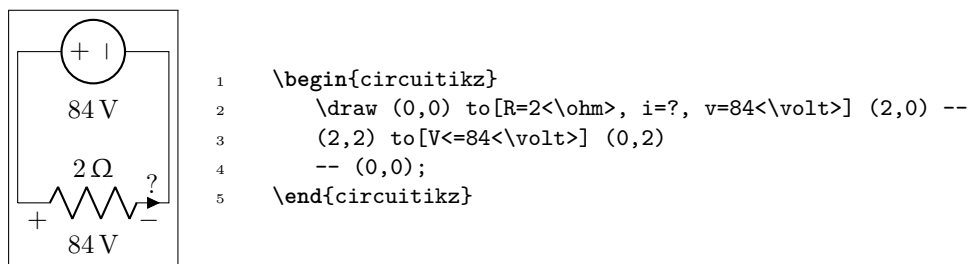 + −
84 V
2 Ω
?
+ −
84 V
1 \begin{circuitikz}
2 \draw (0,0) to[R=2<\ohm>, i=?, v=84<\volt>] (2,0) --
3 (2,2) to[V<=84<\volt>] (0,2)
4 -- (0,0);
5 \end{circuitikz}